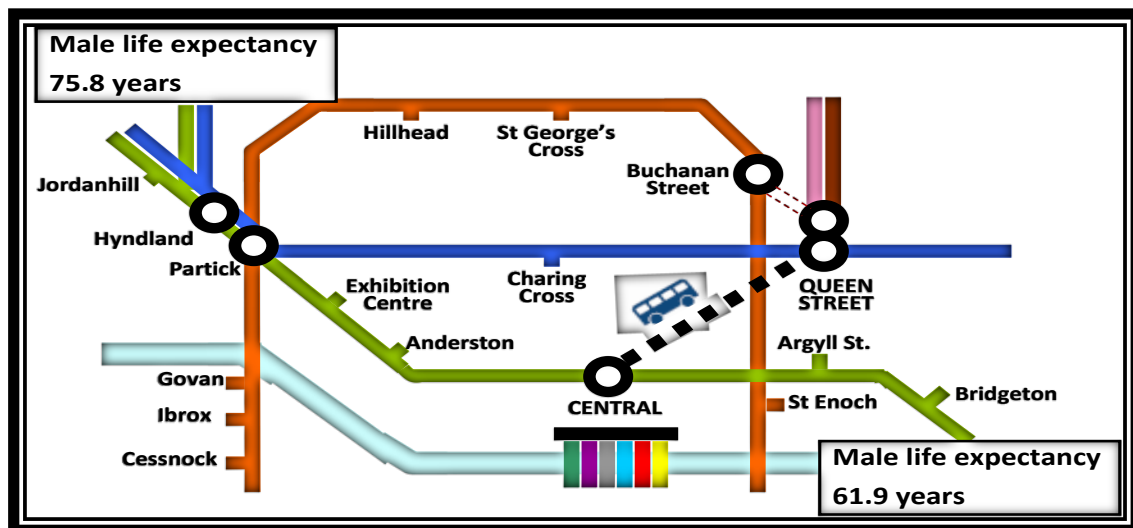 Male life expectancy
75.8 years
Hillhead
St George's
Cross
Buchanan
Street
Jordanhill
Hyndland
Partick
Exhibition
Centre
Charing
Cross
QUEEN
STREET
Anderston
Argyll St.
Govan
Ibrox
Cessnock
CENTRAL
St Enoch
Bridgeton
Male life expectancy
61.9 years